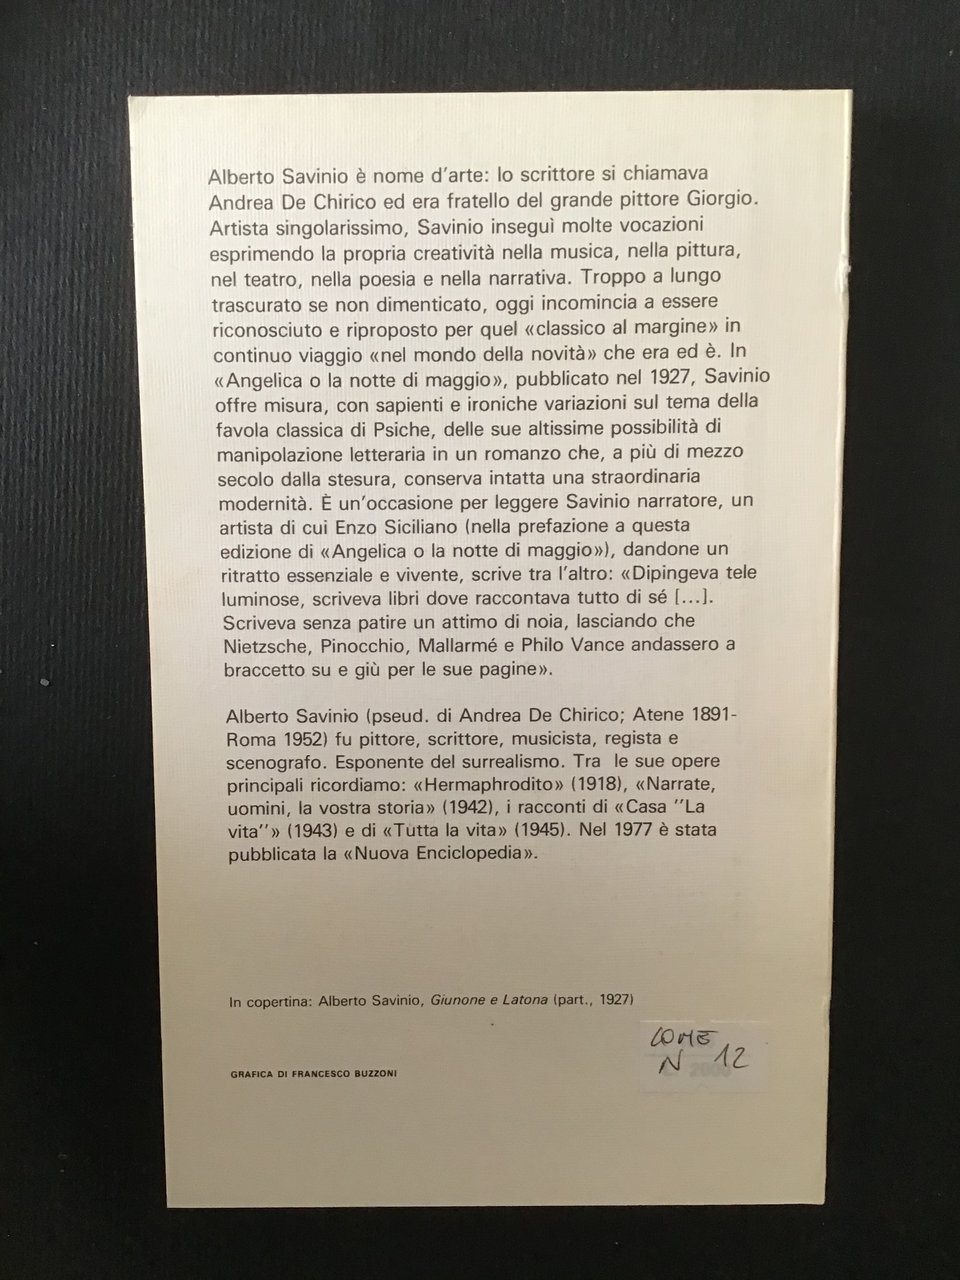 Alberto Savinio è nome d'arte: lo scrittore si chiamava
Andrea De Chirico ed era fratello del grande pittore Giorgio.
Artista singolarissimo, Savinio inseguì molte vocazioni
esprimendo la propria creatività nella musica, nella pittura,
nel teatro, nella poesia e nella narrativa. Troppo a lungo
trascurato se non dimenticato, oggi incomincia a essere
riconosciuto e riproposto per quel «classico al margine» in
continuo viaggio «nel mondo della novità» che era ed è. In
«Angelica o la notte di maggio», pubblicato nel 1927, Savinio
offre misura, con sapienti e ironiche variazioni sul tema della
favola classica di Psiche, delle sue altissime possibilità di
manipolazione letteraria in un romanzo che, a più di mezzo
secolo dalla stesura, conserva intatta una straordinaria
modernità. È un'occasione per leggere Savinio narratore, un
artista di cui Enzo Siciliano (nella prefazione a questa
edizione di «Angelica o la notte di maggio»), dandone un
ritratto essenziale e vivente, scrive tra l'altro: «Dipingeva tele
luminose, scriveva libri dove raccontava tutto di sé [...].
Scriveva senza patire un attimo di noia, lasciando che
Nietzsche, Pinocchio, Mallarmé e Philo Vance andassero a
braccetto su e giù per le sue pagine».
Alberto Savinio (pseud. di Andrea De Chirico; Atene 1891-
Roma 1952) fu pittore, scrittore, musicista, regista e
scenografo. Esponente del surrealismo. Tra le sue opere
principali ricordiamo: «Hermaphrodito» (1918), «Narrate,
uomini, la vostra storia» (1942), i racconti di «Casa "La
vita"» (1943) e di «Tutta la vita» (1945). Nel 1977 è stata
pubblicata la «Nuova Enciclopedia».
In copertina: Alberto Savinio, Giunone e Latona (part., 1927)
COME
N 12
GRAFICA DI FRANCESCO BUZZONI